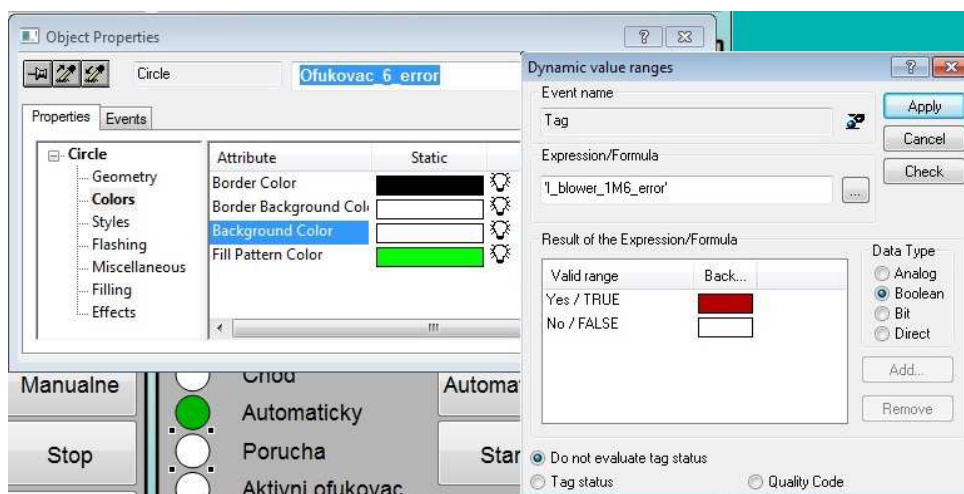 Object Properties
Circle
Ofukovac_6_error
Properties
Events
Circle
Geometry
Colors
Styles
Flashing
Miscellaneous
Filling
Effects
Attribute Static
Border Color
Border Background Col
Background Color
Fill Pattern Color
Dynamic value ranges
Event name
Tag
Apply
Cancel
Check
Expression/Formula
'I_blower_1M6_error'
...
Result of the Expression/Formula
Valid range Back...
Yes / TRUE
No / FALSE
Data Type
Analog
Boolean
Bit
Direct
Add...
Remove
Do not evaluate tag status
Tag status
Quality Code
Manualne
Stop
Chod
Automaticky
Porucha
Aktivni ofukovac
Automa
Star